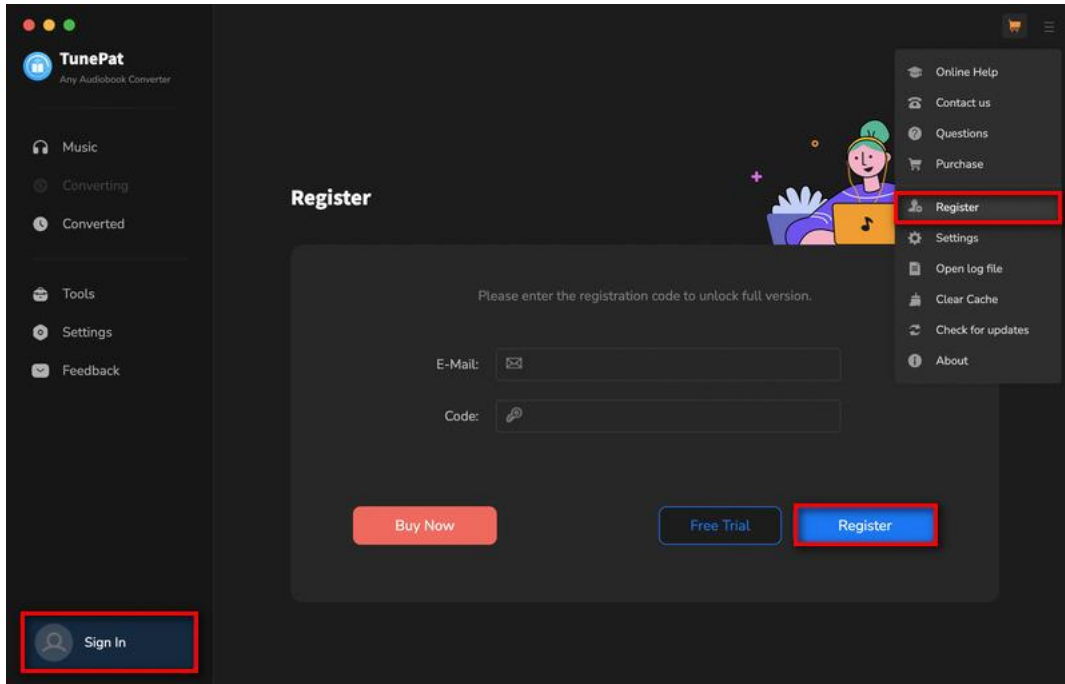 TunePat
Any Audiobook Converter
Music
Converting
Converted
Tools
Settings
Feedback
Sign In
Register
Please enter the registration code to unlock full version.
E-Mail:
Code:
Buy Now
Free Trial
Register
Online Help
Contact us
Questions
Purchase
Register
Settings
Open log file
Clear Cache
Check for updates
About